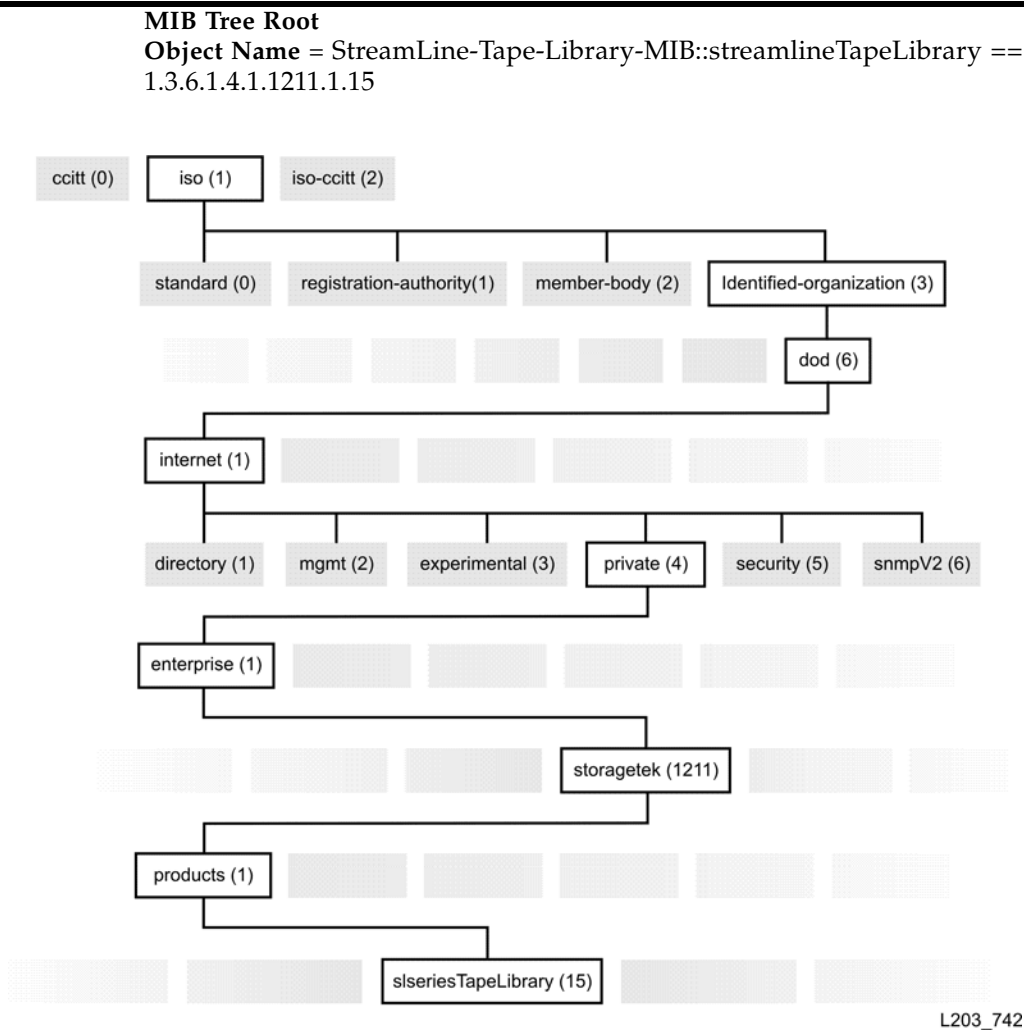 MIB Tree Root
Object Name = StreamLine-Tape-Library-MIB::streamlineTapeLibrary ==
1.3.6.1.4.1.1211.1.15
ccitt (0) iso (1) iso-ccitt (2)
standard (0) registration-authority(1) member-body (2) Identified-organization (3)
dod (6)
internet (1)
directory (1) mgmt (2) experimental (3) private (4) security (5) snmpV2 (6)
enterprise (1)
storagetek (1211)
products (1)
slseriesTapeLibrary (15)
L203_742